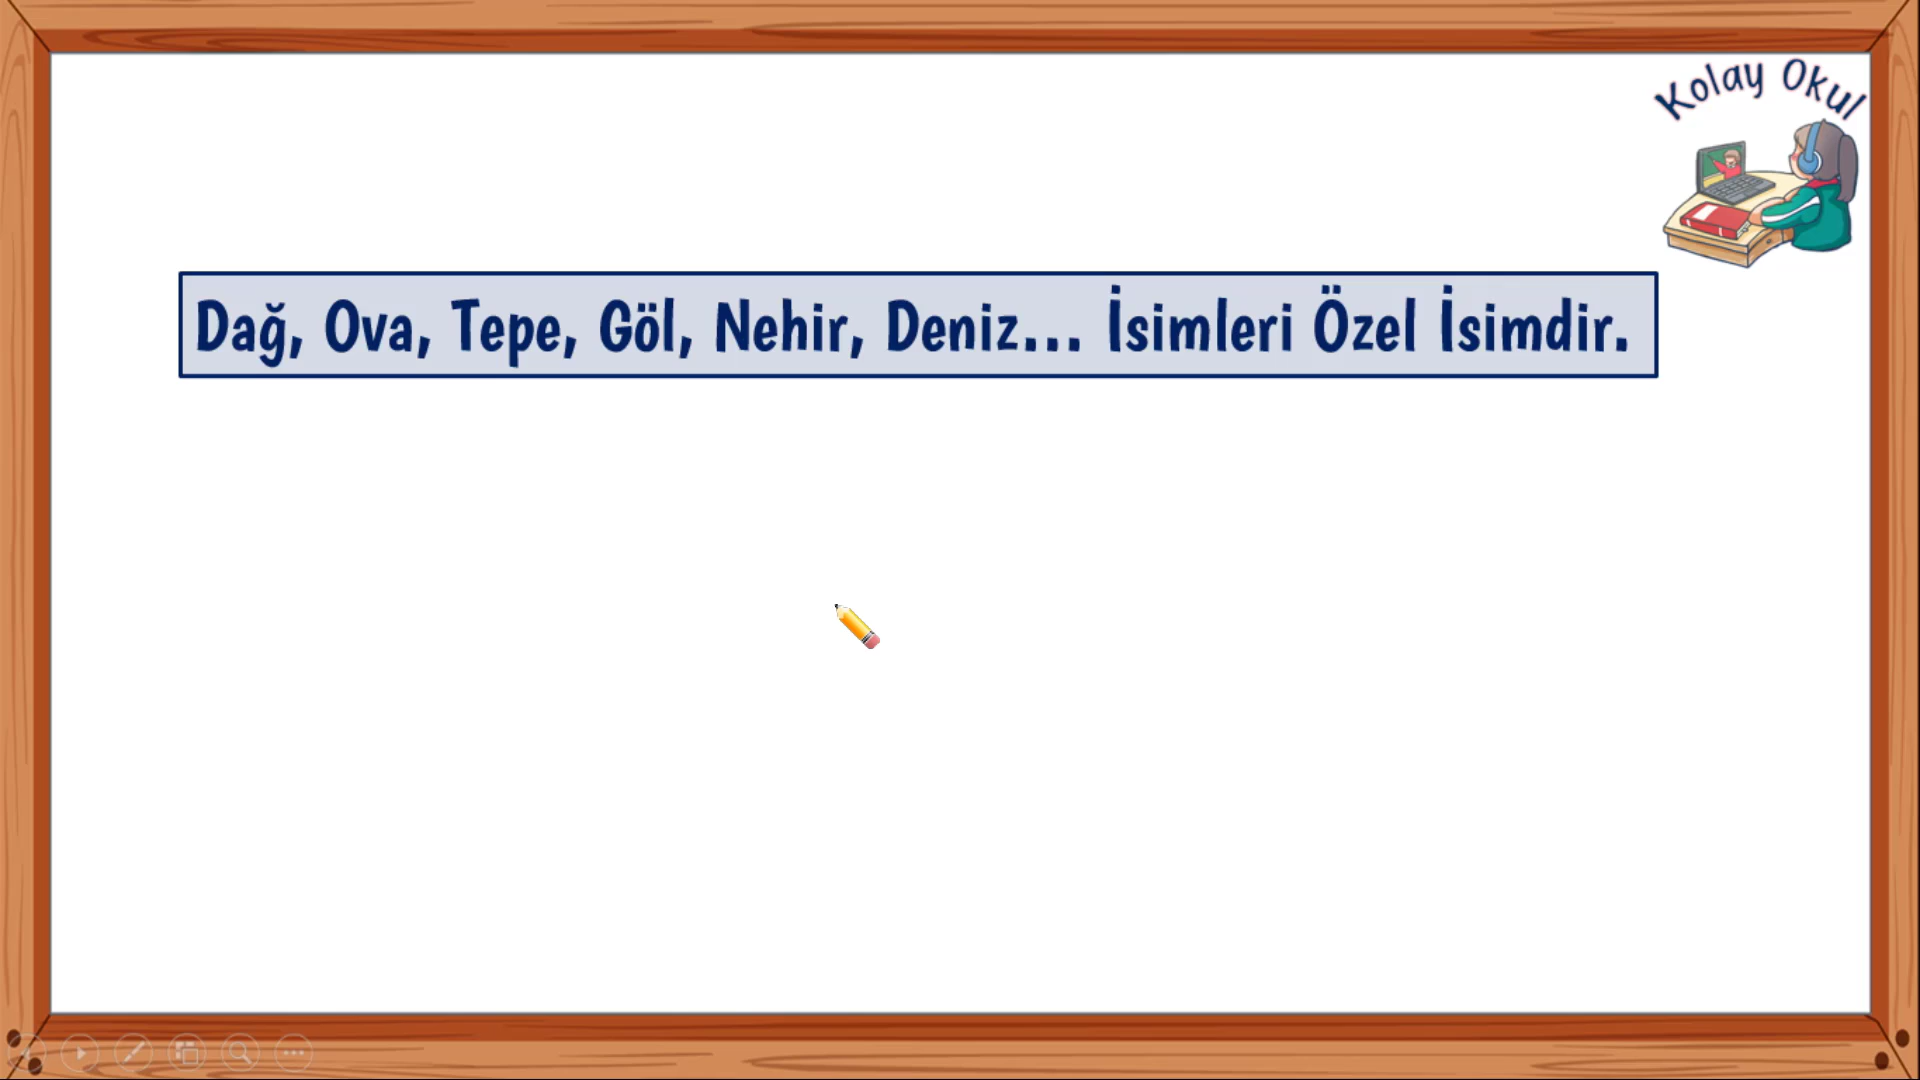 Kolay Okul
Dağ, Ova, Tepe, Göl, Nehir, Deniz... İsimleri Özel İsimdir.